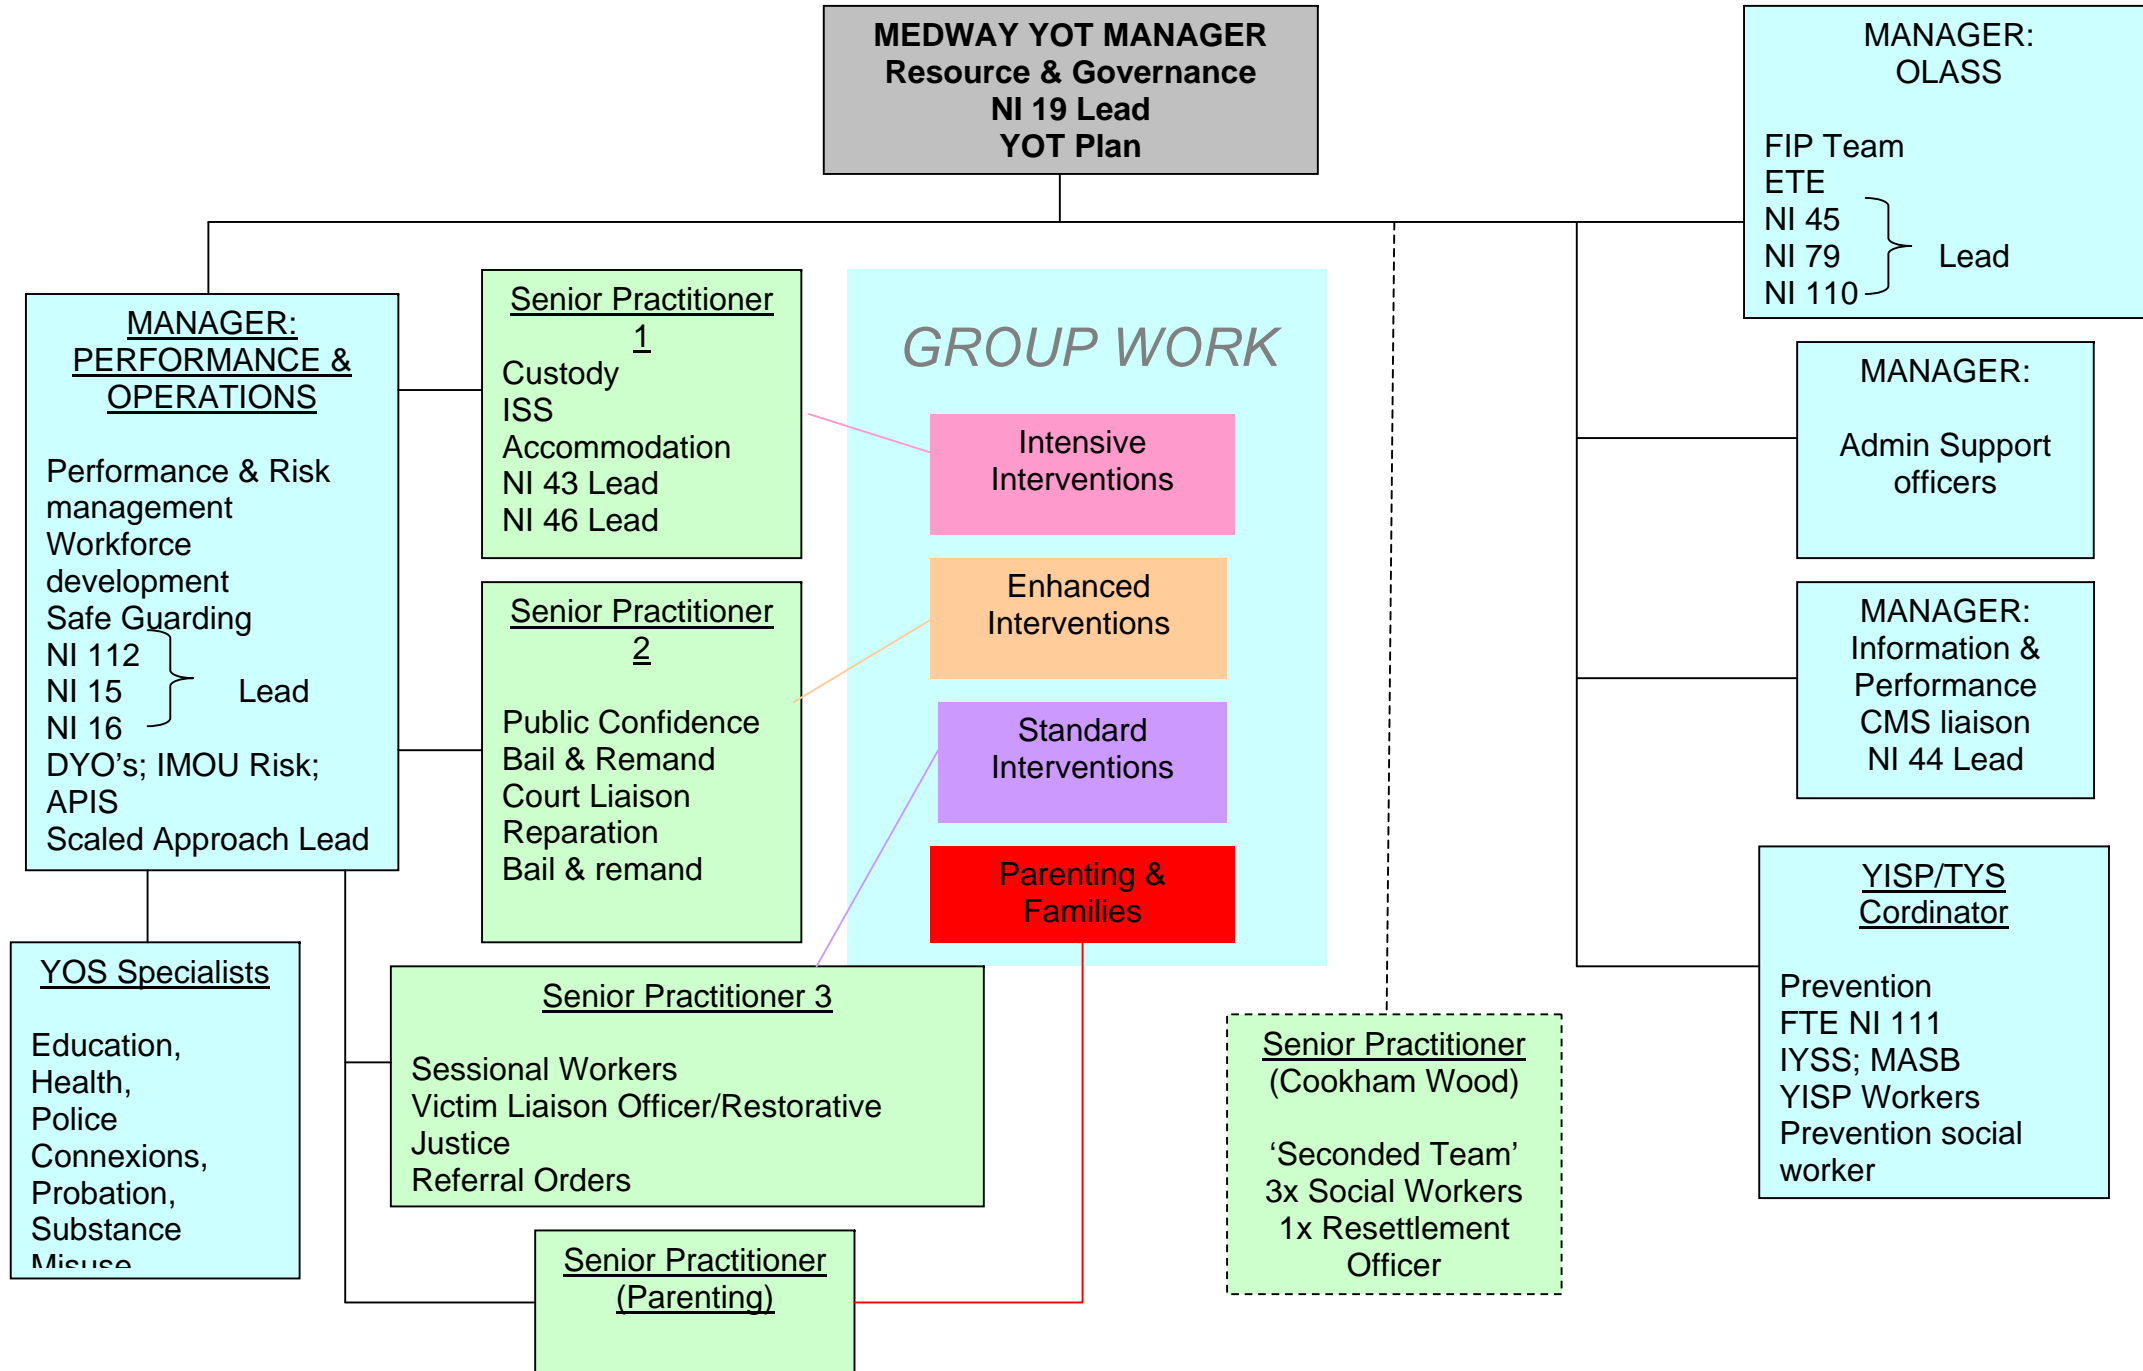 MEDWAY YOT MANAGER
Resource & Governance
NI 19 Lead
YOT Plan
MANAGER:
OLASS
FIP Team
ETE
NI 45
NI 79
NI 110
Lead
MANAGER:
PERFORMANCE &
OPERATIONS
Performance & Risk
management
Workforce
development
Safe Guarding
NI 112
NI 15
NI 16
Lead
DYO's; IMOU Risk;
APIS
Scaled Approach Lead
Senior Practitioner
1
Custody
ISS
Accommodation
NI 43 Lead
NI 46 Lead
GROUP WORK
Intensive
Interventions
Enhanced
Interventions
Standard
Interventions
Parenting &
Families
MANAGER:
Admin Support
officers
Senior Practitioner
2
Public Confidence
Bail & Remand
Court Liaison
Reparation
Bail & remand
MANAGER:
Information &
Performance
CMS liaison
NI 44 Lead
YISP/TYS
Cordinator
Prevention
FTE NI 111
IYSS; MASB
YISP Workers
Prevention social
worker
YOS Specialists
Education,
Health,
Police
Connexions,
Probation,
Substance
Misuse
Senior Practitioner 3
Sessional Workers
Victim Liaison Officer/Restorative
Justice
Referral Orders
Senior Practitioner
(Cookham Wood)
‘Seconded Team’
3x Social Workers
1x Resettlement
Officer
Senior Practitioner
(Parenting)